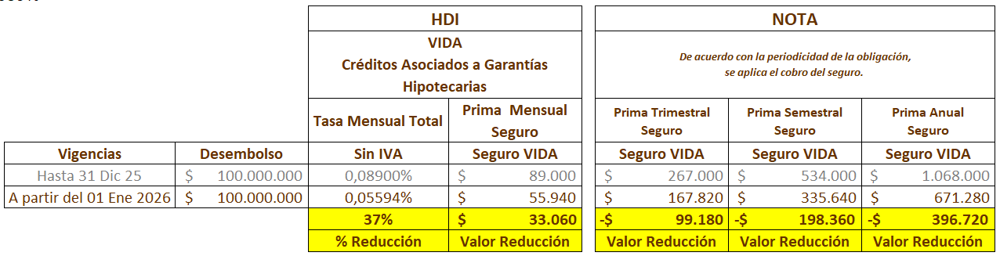 HDI
NOTA
VIDA
Créditos Asociados a Garantías
Hipotecarias
De acuerdo con la periodicidad de la obligación,
se aplica el cobro del seguro.
Tasa Mensual Total
Prima Mensual
Seguro
Prima Trimestral
Seguro
Prima Semestral
Seguro
Prima Anual
Seguro
Vigencias Desembolso Sin IVA Seguro VIDA Seguro VIDA Seguro VIDA Seguro VIDA
Hasta 31 Dic 25 $ 100.000.000 0,08900% $ 89.000 $ 267.000 $ 534.000 $ 1.068.000
A partir del 01 Ene 2026 $ 100.000.000 0,05594% $ 55.940 $ 167.820 $ 335.640 $ 671.280
37% $ 33.060 -$ 99.180 -$ 198.360 -$ 396.720
% Reducción Valor Reducción Valor Reducción Valor Reducción Valor Reducción